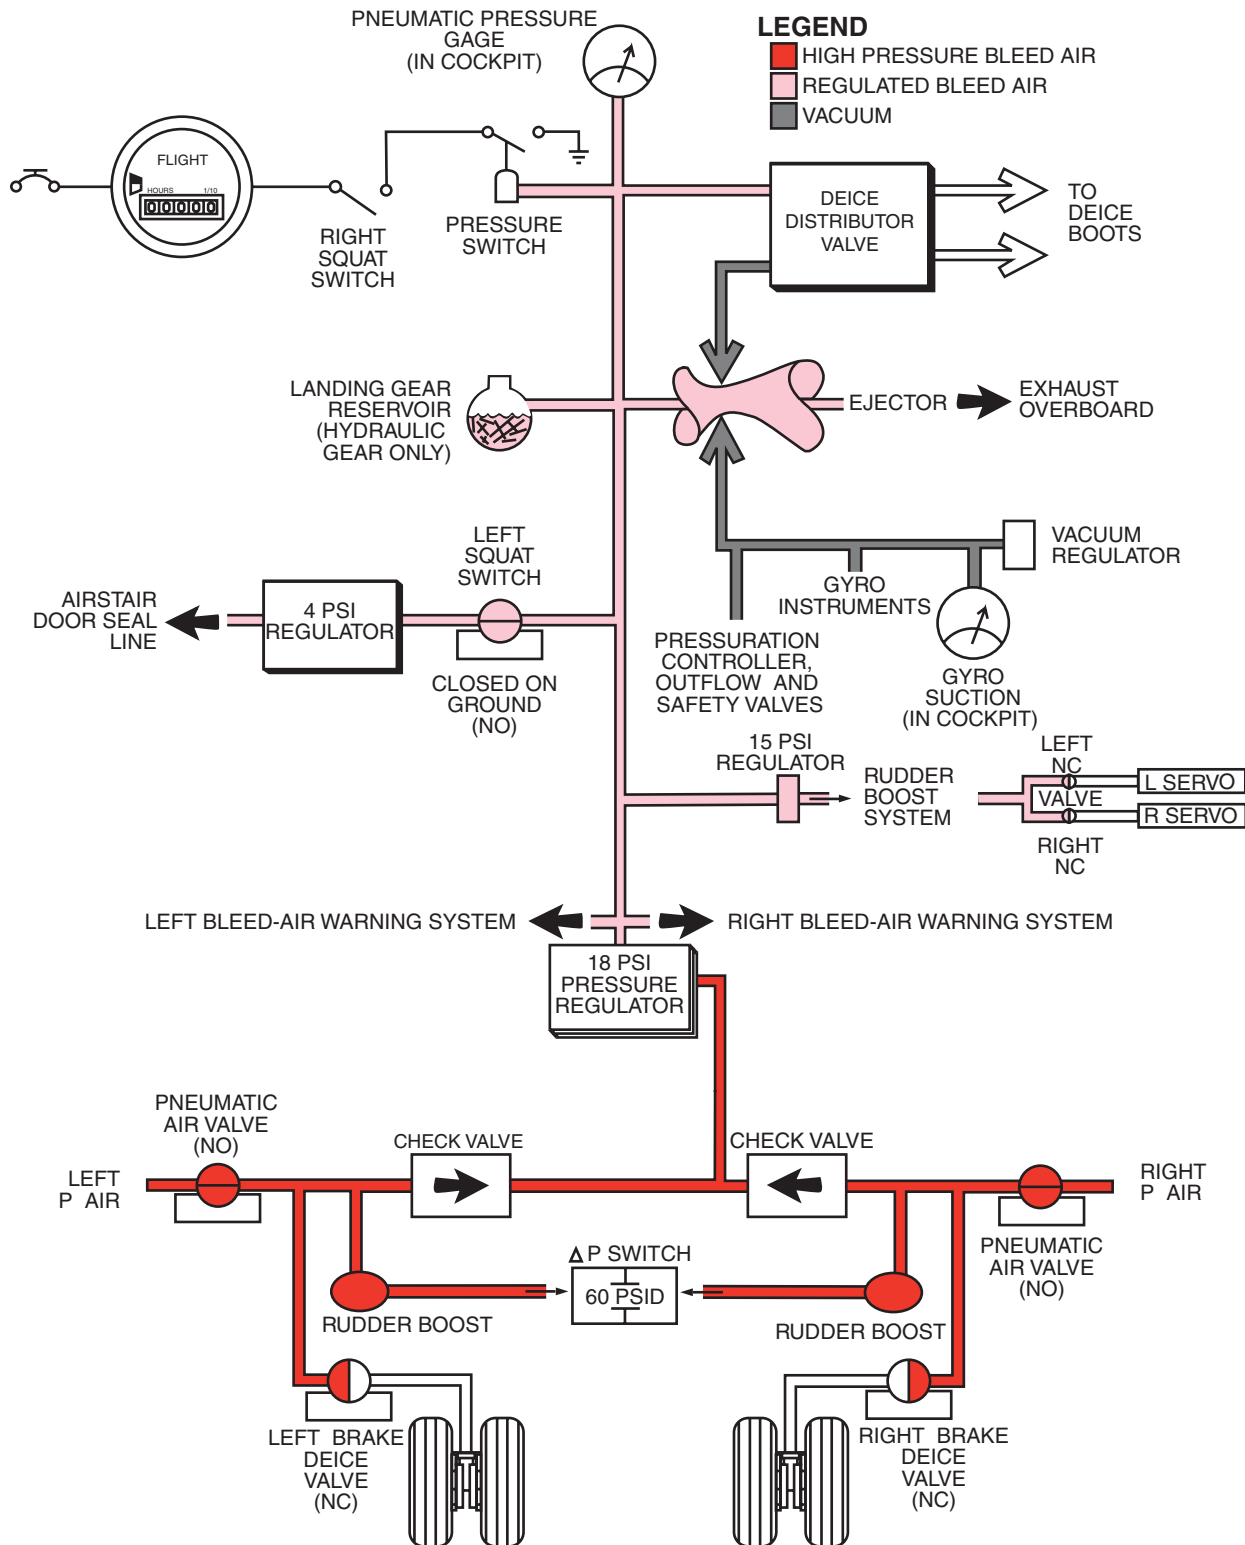 PNEUMATIC PRESSURE
GAGE
(IN COCKPIT)
LEGEND
HIGH PRESSURE BLEED AIR
REGULATED BLEED AIR
VACUUM
FLIGHT
HOURS 1/10
0 0 0 0 0
RIGHT
SQUAT
SWITCH
PRESSURE
SWITCH
DEICE
DISTRIBUTOR
VALVE
TO
DEICE
BOOTS
LANDING GEAR
RESERVOIR
(HYDRAULIC
GEAR ONLY)
EJECTOR
EXHAUST
OVERBOARD
LEFT
SQUAT
SWITCH
VACUUM
REGULATOR
GYRO
INSTRUMENTS
AIRSTAIR
DOOR SEAL
LINE
4 PSI
REGULATOR
CLOSED ON
GROUND
(NO)
PRESSURATION
CONTROLLER,
OUTFLOW AND
SAFETY VALVES
GYRO
SUCTION
(IN COCKPIT)
15 PSI
REGULATOR
RUDDER
BOOST
SYSTEM
LEFT
NC
VALVE
L SERVO
R SERVO
RIGHT
NC
LEFT BLEED-AIR WARNING SYSTEM
RIGHT BLEED-AIR WARNING SYSTEM
18 PSI
PRESSURE
REGULATOR
PNEUMATIC
AIR VALVE
(NO)
CHECK VALVE
CHECK VALVE
LEFT
P AIR
RIGHT
P AIR
PNEUMATIC
AIR VALVE
(NO)
Δ P SWITCH
60 PSID
RUDDER BOOST
RUDDER BOOST
LEFT BRAKE
DEICE
VALVE
(NC)
RIGHT BRAKE
DEICE
VALVE
(NC)